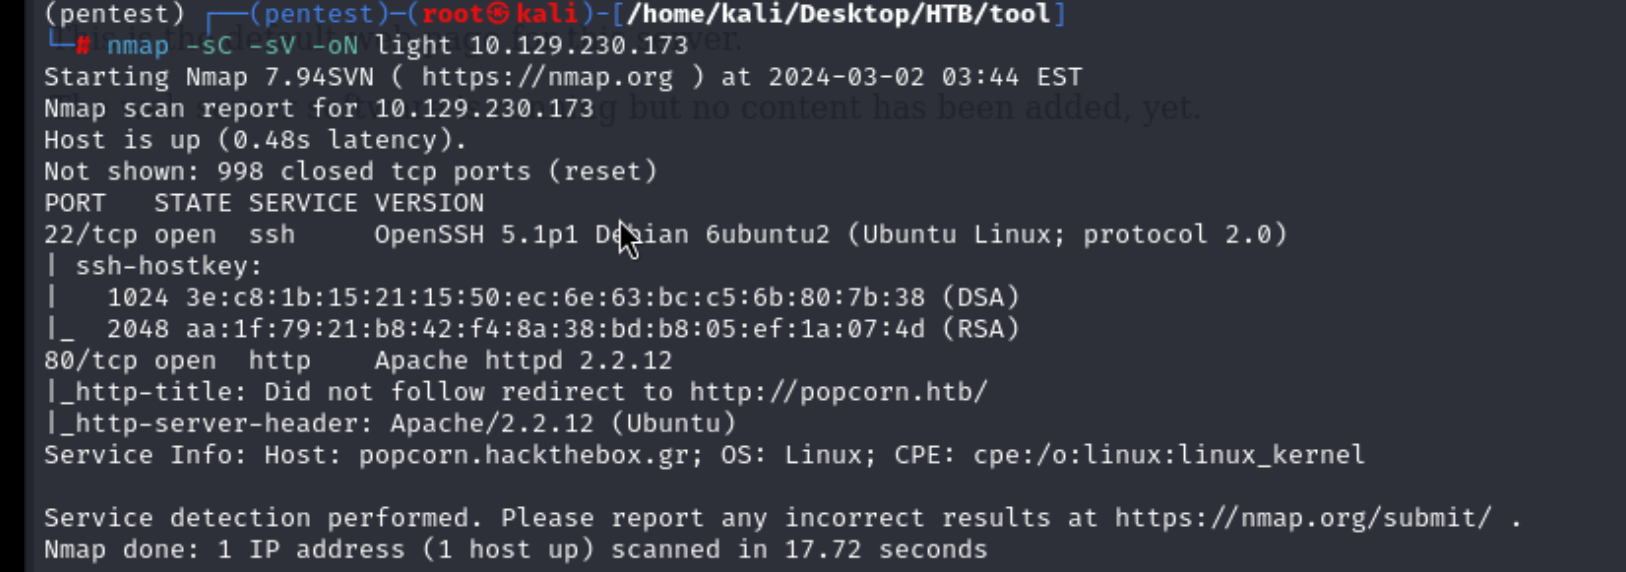 (pentest) ┌──(pentest)─(root㉿kali)-[/home/kali/Desktop/HTB/tool]
└─# nmap -sC -sV -oN light 10.129.230.173
Starting Nmap 7.94SVN ( https://nmap.org ) at 2024-03-02 03:44 EST
Nmap scan report for 10.129.230.173
Host is up (0.48s latency).
Not shown: 998 closed tcp ports (reset)
PORT   STATE SERVICE VERSION
22/tcp open  ssh     OpenSSH 5.1p1 Debian 6ubuntu2 (Ubuntu Linux; protocol 2.0)
| ssh-hostkey:
|   1024 3e:c8:1b:15:21:15:50:ec:6e:63:bc:c5:6b:80:7b:38 (DSA)
|_  2048 aa:1f:79:21:b8:42:f4:8a:38:bd:b8:05:ef:1a:07:4d (RSA)
80/tcp open  http    Apache httpd 2.2.12
|_http-title: Did not follow redirect to http://popcorn.htb/
|_http-server-header: Apache/2.2.12 (Ubuntu)
Service Info: Host: popcorn.hackthebox.gr; OS: Linux; CPE: cpe:/o:linux:linux_kernel
Service detection performed. Please report any incorrect results at https://nmap.org/submit/ .
Nmap done: 1 IP address (1 host up) scanned in 17.72 seconds